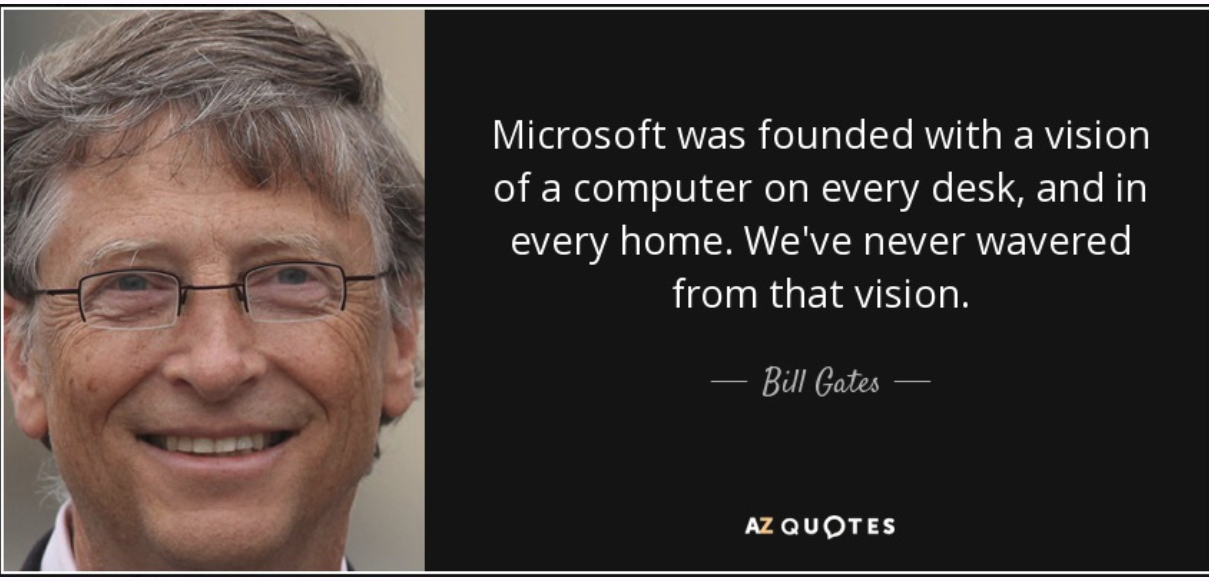 Microsoft was founded with a vision
of a computer on every desk, and in
every home. We've never wavered
from that vision.
— Bill Gates —
AZ QUOTES